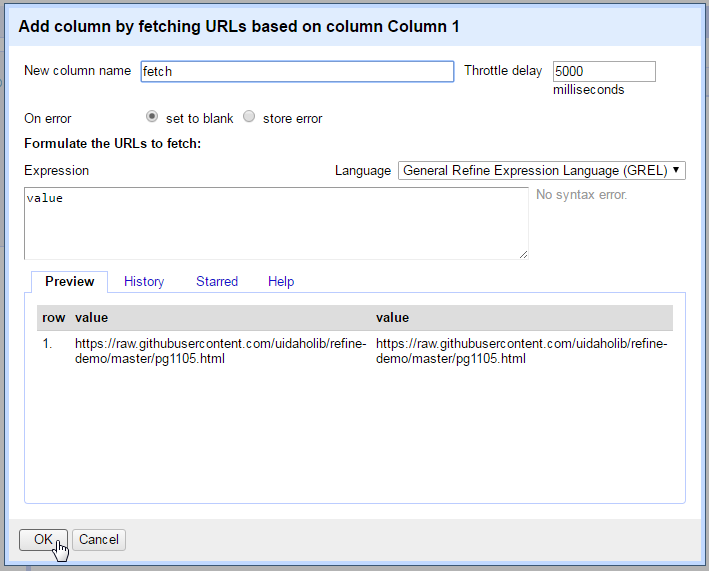 Add column by fetching URLs based on column Column 1
New column name fetch Throttle delay 5000
milliseconds
On error set to blank store error
Formulate the URLs to fetch:
Expression Language General Refine Expression Language (GREL)
value No syntax error.
Preview History Starred Help
row value value
1. https://raw.githubusercontent.com/uidaholib/refine- https://raw.githubusercontent.com/uidaholib/refine-
demo/master/pg1105.html demo/master/pg1105.html
OK Cancel